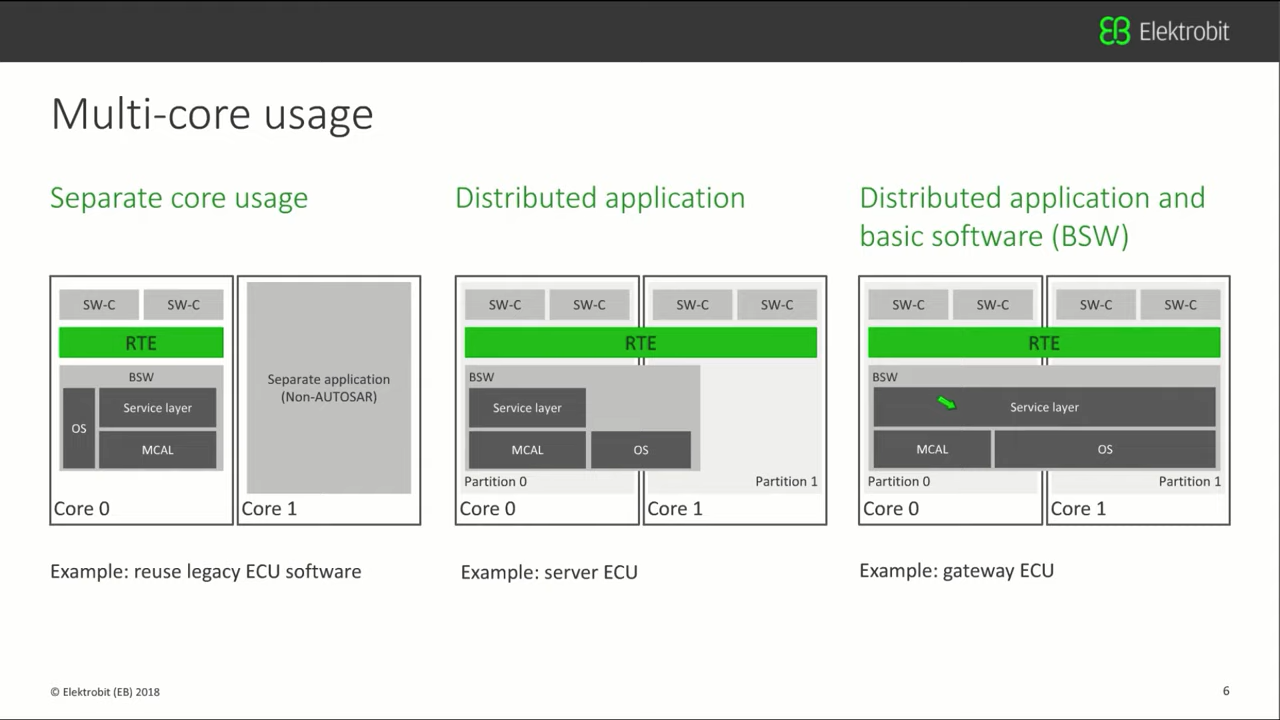 EB Elektrobit
Multi-core usage
Separate core usage
SW-C SW-C
RTE
BSW
OS
Service layer
MCAL
Core 0
Separate application
(Non-AUTOSAR)
Core 1
Example: reuse legacy ECU software
Distributed application
SW-C SW-C SW-C SW-C
RTE
BSW
Service layer
MCAL OS
Partition 0 Partition 1
Core 0 Core 1
Example: server ECU
Distributed application and
basic software (BSW)
SW-C SW-C SW-C SW-C
RTE
BSW
Service layer
MCAL OS
Partition 0 Partition 1
Core 0 Core 1
Example: gateway ECU
© Elektrobit (EB) 2018
6